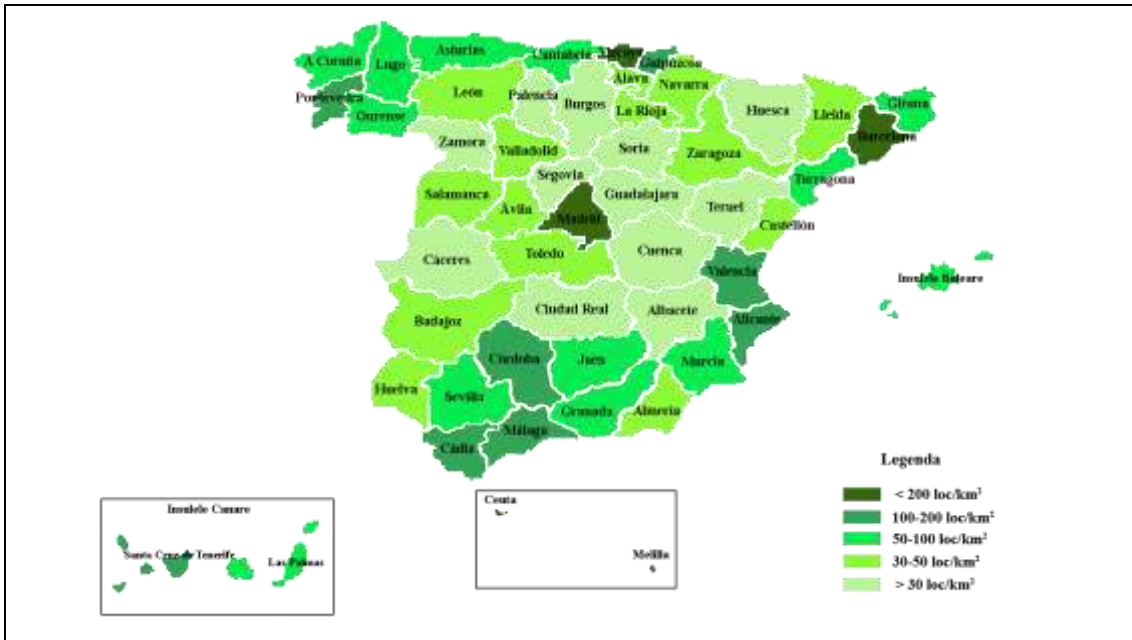 A Coruña
Lugo
Asturias
Cantabria
Vizcaya
Guipúzcoa
Pontevedra
Ourense
León
Palencia
Burgos
Álava
Navarra
La Rioja
Huesca
Lleida
Girona
Barcelona
Zamora
Valladolid
Soria
Zaragoza
Segovia
Tarragona
Salamanca
Ávila
Guadalajara
Madrid
Teruel
Castellón
Cáceres
Toledo
Cuenca
Valencia
Insulele Baleare
Ciudad Real
Albacete
Badajoz
Alicante
Córdoba
Jaen
Murcia
Huelva
Sevilla
Granada
Almeria
Málaga
Cádiz
Legenda
< 200 loc/km²
100-200 loc/km²
50-100 loc/km²
30-50 loc/km²
> 30 loc/km²
Insulele Canare
Santa Cruz de Tenerife
Las Palmas
Ceuta
Melilla